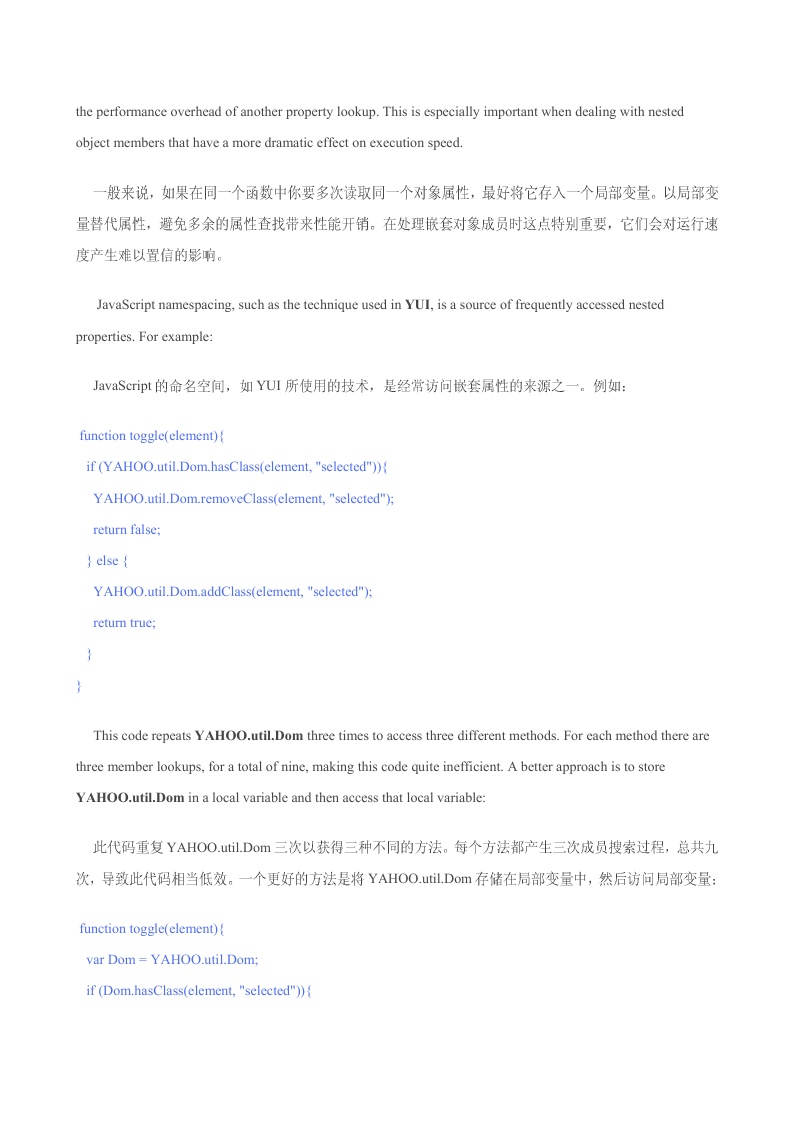 the performance overhead of another property lookup. This is especially important when dealing with nested
object members that have a more dramatic effect on execution speed.
一般来说，如果在同一个函数中你要多次读取同一个对象属性，最好将它存入一个局部变量。以局部变
量替代属性，避免多余的属性查找带来性能开销。在处理嵌套对象成员时这点特别重要，它们会对运行速
度产生难以置信的影响。
JavaScript namespacing, such as the technique used in YUI, is a source of frequently accessed nested
properties. For example:
JavaScript 的命名空间，如 YUI 所使用的技术，是经常访问嵌套属性的来源之一。例如：
function toggle(element){
if (YAHOO.util.Dom.hasClass(element, "selected")){
YAHOO.util.Dom.removeClass(element, "selected");
return false;
} else {
YAHOO.util.Dom.addClass(element, "selected");
return true;
}
}
This code repeats YAHOO.util.Dom three times to access three different methods. For each method there are
three member lookups, for a total of nine, making this code quite inefficient. A better approach is to store
YAHOO.util.Dom in a local variable and then access that local variable:
此代码重复 YAHOO.util.Dom 三次以获得三种不同的方法。每个方法都产生三次成员搜索过程，总共九
次，导致此代码相当低效。一个更好的方法是将 YAHOO.util.Dom 存储在局部变量中，然后访问局部变量：
function toggle(element){
var Dom = YAHOO.util.Dom;
if (Dom.hasClass(element, "selected")){